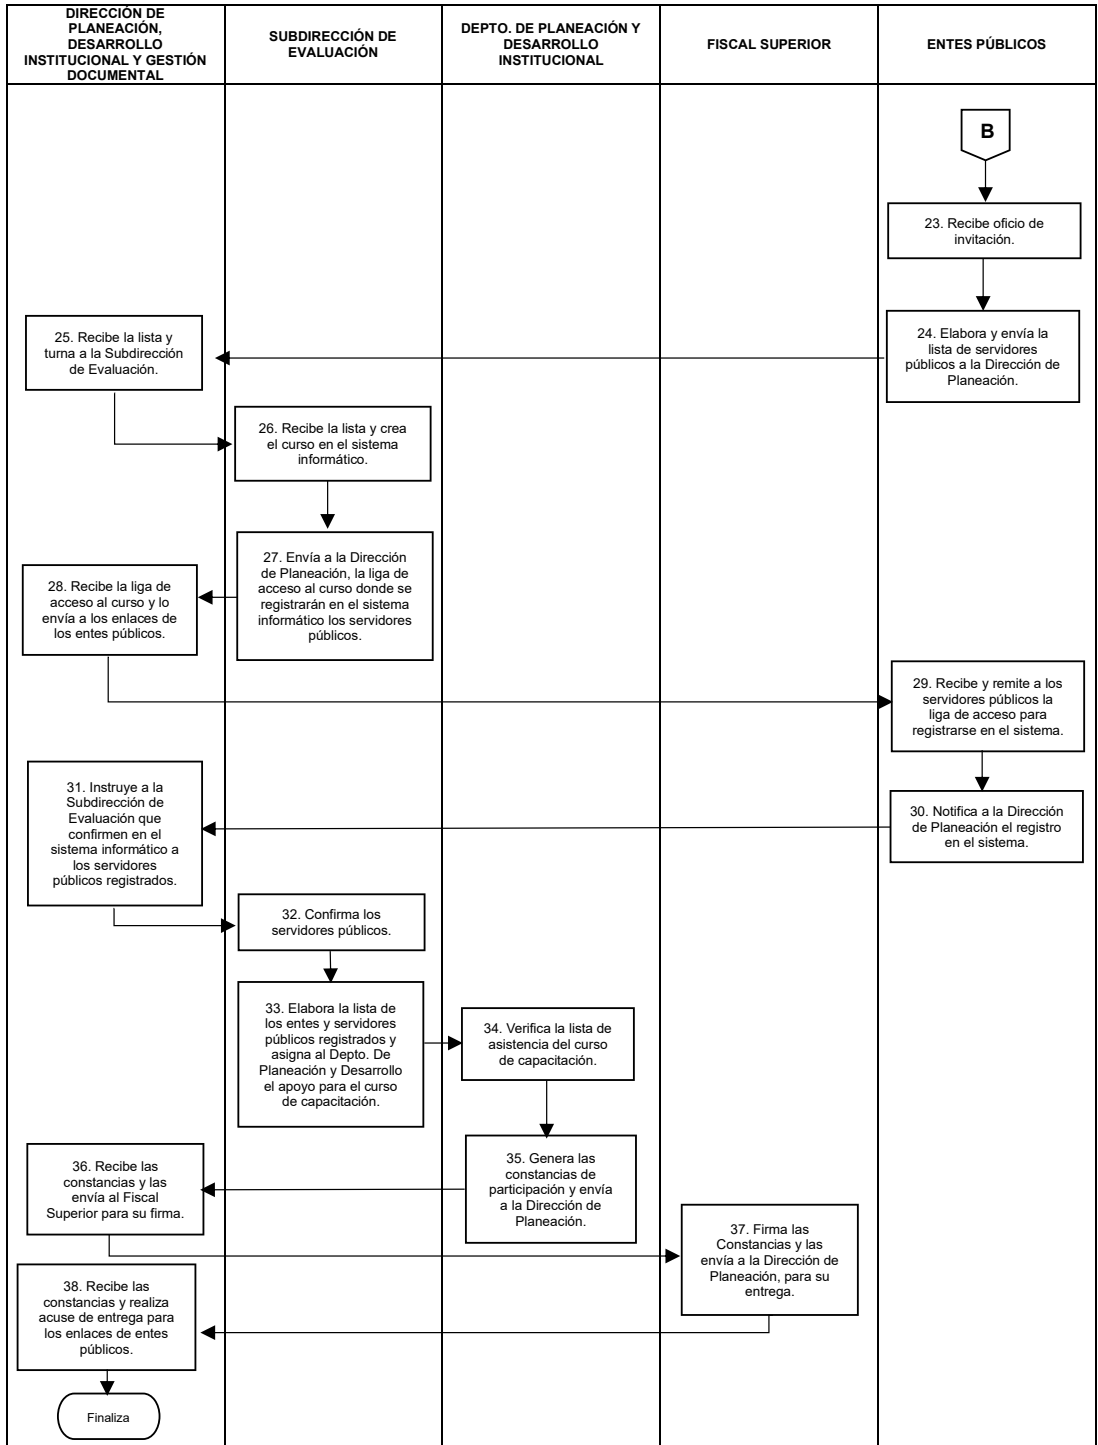 DIRECCIÓN DE
PLANEACIÓN,
DESARROLLO
INSTITUCIONAL Y GESTIÓN
DOCUMENTAL
SUBDIRECCIÓN DE
EVALUACIÓN
DEPTO. DE PLANEACIÓN Y
DESARROLLO
INSTITUCIONAL
FISCAL SUPERIOR
ENTES PÚBLICOS
B
23. Recibe oficio de
invitación.
24. Elabora y envía la
lista de servidores
públicos a la Dirección de
Planeación.
25. Recibe la lista y
turna a la Subdirección
de Evaluación.
26. Recibe la lista y crea
el curso en el sistema
informático.
27. Envía a la Dirección
de Planeación, la liga de
acceso al curso donde se
registrarán en el sistema
informático los servidores
públicos.
28. Recibe la liga de
acceso al curso y lo
envía a los enlaces de
los entes públicos.
29. Recibe y remite a los
servidores públicos la
liga de acceso para
registrarse en el sistema.
30. Notifica a la Dirección
de Planeación el registro
en el sistema.
31. Instruye a la
Subdirección de
Evaluación que
confirmen en el
sistema informático a
los servidores
públicos registrados.
32. Confirma los
servidores públicos.
33. Elabora la lista de
los entes y servidores
públicos registrados y
asigna al Depto. De
Planeación y Desarrollo
el apoyo para el curso
de capacitación.
34. Verifica la lista de
asistencia del curso
de capacitación.
35. Genera las
constancias de
participación y envía
a la Dirección de
Planeación.
36. Recibe las
constancias y las
envía al Fiscal
Superior para su firma.
37. Firma las
Constancias y las
envía a la Dirección de
Planeación, para su
entrega.
38. Recibe las
constancias y realiza
acuse de entrega para
los enlaces de entes
públicos.
Finaliza